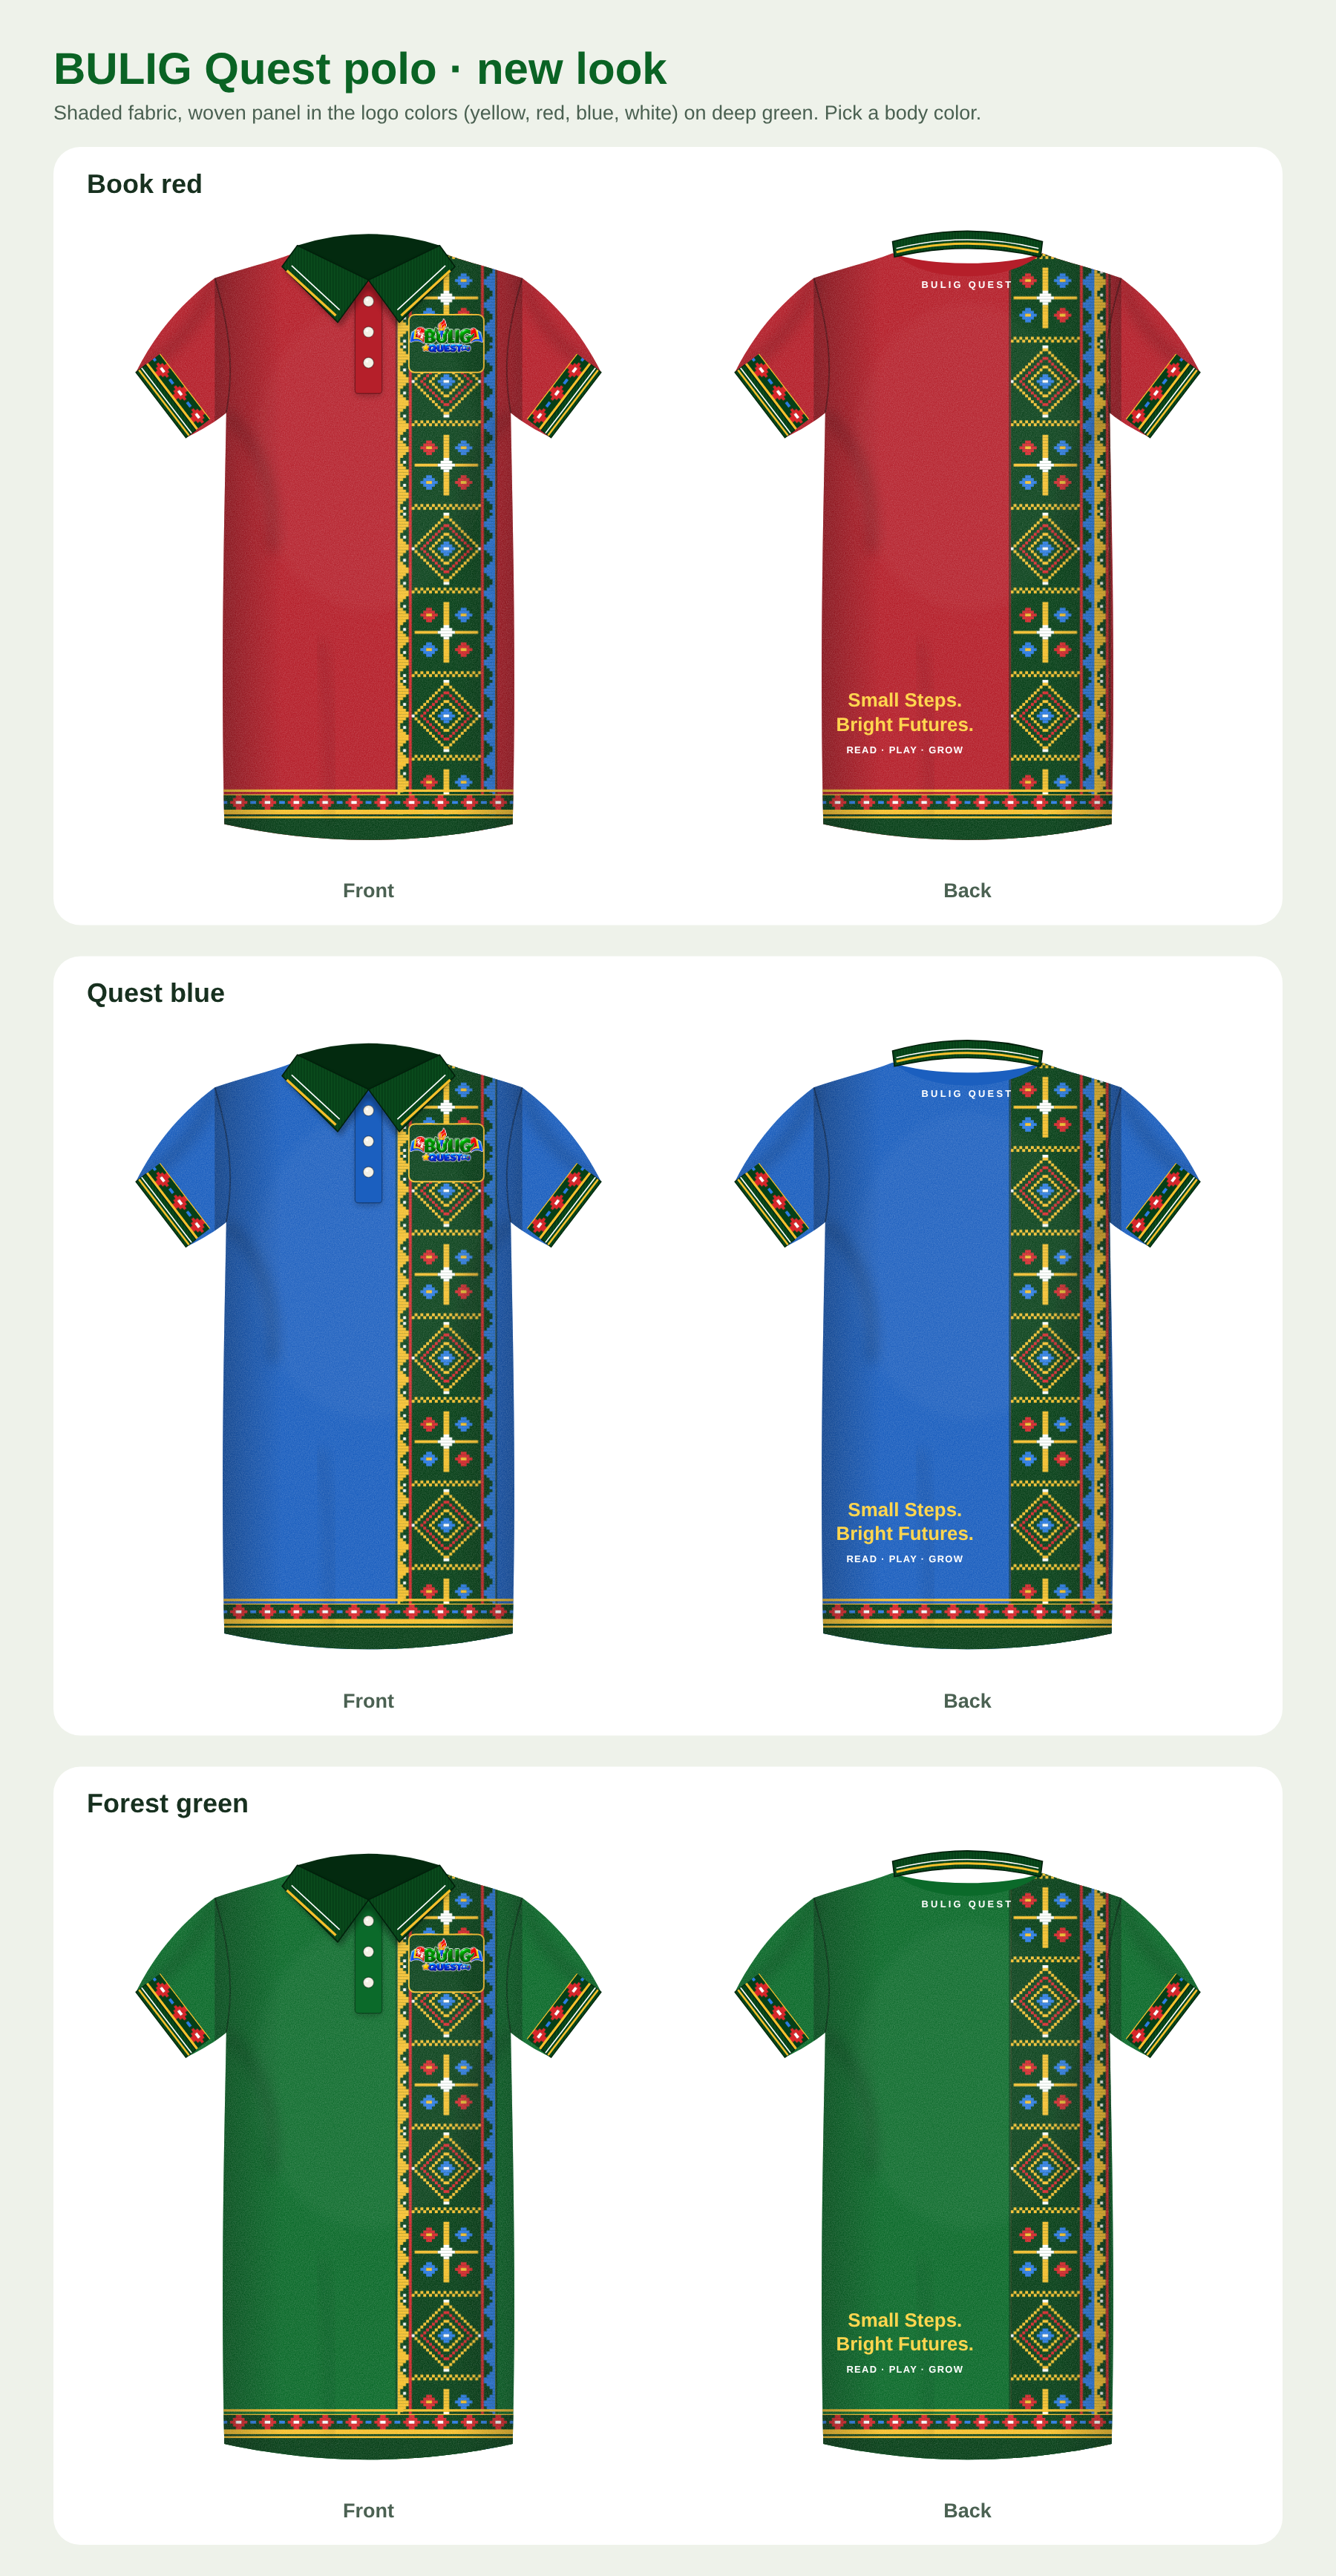 BULIG Quest polo · new look
Shaded fabric, woven panel in the logo colors (yellow, red, blue, white) on deep green. Pick a body color.
Book red
BULIG QUEST
BULIG
QUEST
Small Steps.
Bright Futures.
READ · PLAY · GROW
Front
Back
Quest blue
BULIG QUEST
BULIG
QUEST
Small Steps.
Bright Futures.
READ · PLAY · GROW
Front
Back
Forest green
BULIG QUEST
BULIG
QUEST
Small Steps.
Bright Futures.
READ · PLAY · GROW
Front
Back